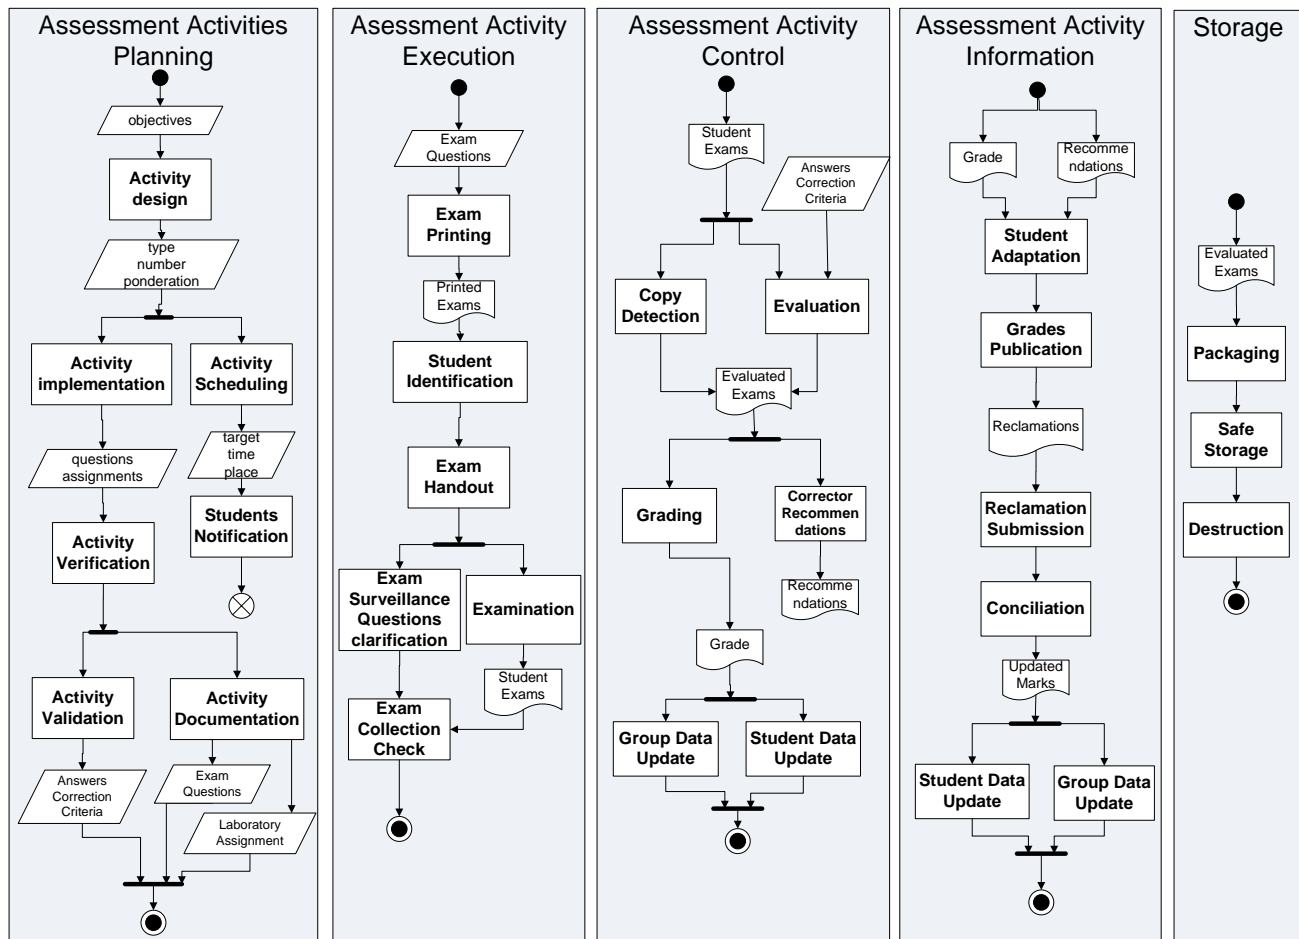 Assessment Activities
Planning
objectives
Activity
design
type
number
ponderation
Activity
implementation
Activity
Scheduling
questions
assignments
target
time
place
Activity
Verification
Students
Notification
Activity
Validation
Activity
Documentation
Answers
Correction
Criteria
Exam
Questions
Laboratory
Assignment
Assessment Activity
Execution
Exam
Questions
Exam
Printing
Printed
Exams
Student
Identification
Exam
Handout
Exam
Surveillance
Questions
clarification
Examination
Student
Exams
Exam
Collection
Check
Assessment Activity
Control
Student
Exams
Answers
Correction
Criteria
Copy
Detection
Evaluation
Evaluated
Exams
Grading
Corrector
Recommen
dations
Recomme
ndations
Grade
Group Data
Update
Student Data
Update
Assessment Activity
Information
Grade
Recomme
ndations
Student
Adaptation
Grades
Publication
Reclamations
Reclamation
Submission
Conciliation
Updated
Marks
Student Data
Update
Group Data
Update
Storage
Evaluated
Exams
Packaging
Safe
Storage
Destruction